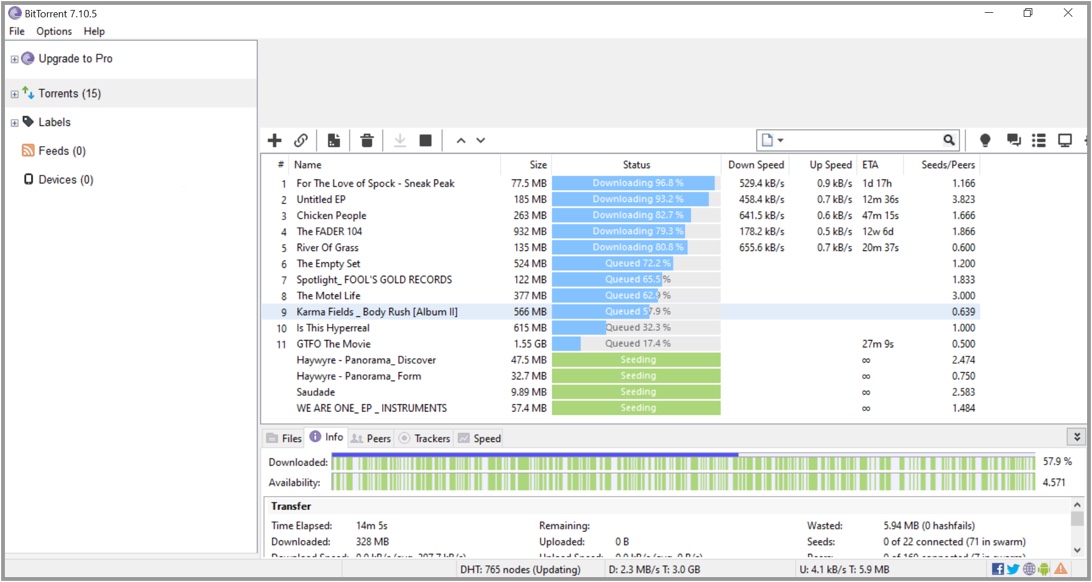 BitTorrent 7.10.5
File Options Help
Upgrade to Pro
Torrents (15)
Labels
Feeds (0)
Devices (0)
# Name Size Status Down Speed Up Speed ETA Seeds/Peers
1 For The Love of Spock - Sneak Peak 77.5 MB Downloading 96.8 % 529.4 kB/s 0.9 kB/s 1d 17h 1.166
2 Untitled EP 185 MB Downloading 93.2 % 458.4 kB/s 0.7 kB/s 12m 36s 3.823
3 Chicken People 263 MB Downloading 82.7 % 641.5 kB/s 0.6 kB/s 47m 15s 1.666
4 The FADER 104 932 MB Downloading 79.3 % 178.2 kB/s 0.5 kB/s 12w 6d 1.866
5 River Of Grass 135 MB Downloading 80.8 % 655.6 kB/s 0.7 kB/s 20m 37s 0.600
6 The Empty Set 524 MB Queued 72.2 % 1.200
7 Spotlight_ FOOL'S GOLD RECORDS 122 MB Queued 65.5 % 1.833
8 The Motel Life 377 MB Queued 62.9 % 3.000
9 Karma Fields _ Body Rush [Album II] 566 MB Queued 57.9 % 0.639
10 Is This Hyperreal 615 MB Queued 32.3 % 1.000
11 GTFO The Movie 1.55 GB Queued 17.4 % 27m 9s 0.500
Haywyre - Panorama_ Discover 47.5 MB Seeding ∞ 2.474
Haywyre - Panorama_ Form 32.7 MB Seeding ∞ 0.750
Saudade 9.89 MB Seeding ∞ 2.583
WE ARE ONE_ EP _ INSTRUMENTS 57.4 MB Seeding ∞ 1.484
Files Info Peers Trackers Speed
Downloaded: 57.9 %
Availability: 4.571
Transfer
Time Elapsed: 14m 5s Remaining: Wasted: 5.94 MB (0 hashfails)
Downloaded: 328 MB Uploaded: 0 B Seeds: 0 of 22 connected (71 in swarm)
DHT: 765 nodes (Updating) D: 2.3 MB/s T: 3.0 GB U: 4.1 kB/s T: 5.9 MB